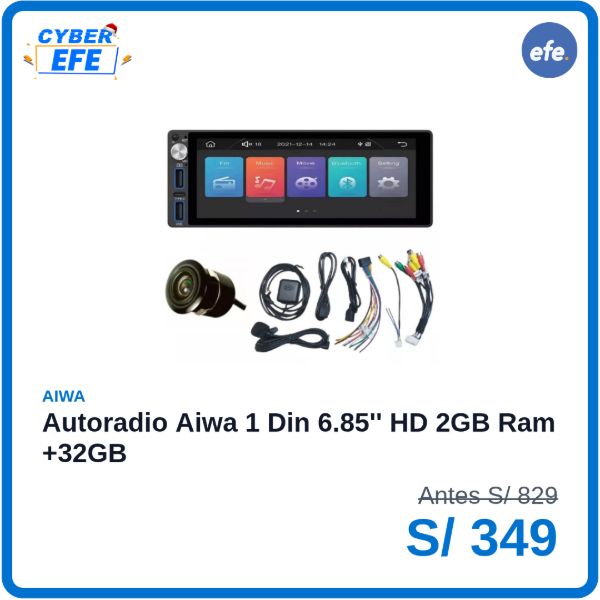 CYBER
EFE
efe.
18 2021-12-14 14:24
Fm Music Movie Bluetooth Setting
AIWA
Autoradio Aiwa 1 Din 6.85'' HD 2GB Ram
+32GB
Antes S/ 829
S/ 349